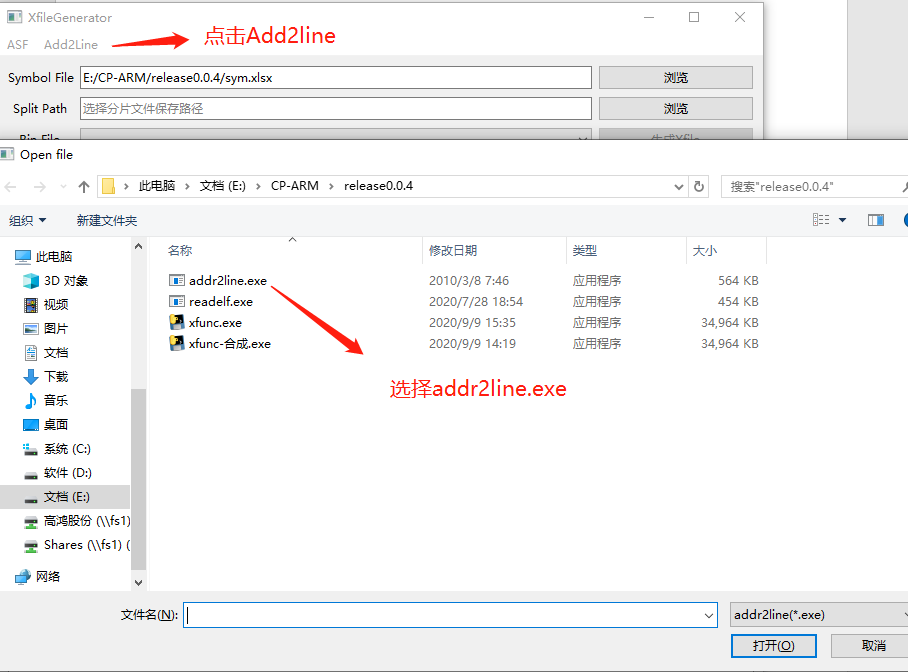 XfileGenerator
ASF Add2Line
点击Add2line
Symbol File E:/CP-ARM/release0.0.4/sym.xlsx 浏览
Split Path 选择分片文件保存路径 浏览
Bin File 生成Xfile
Open file
此电脑 文档 (E:) CP-ARM release0.0.4 搜索"release0.0.4"
组织 新建文件夹
名称 修改日期 类型 大小
此电脑
3D 对象
视频
图片
文档
下载
音乐
桌面
系统 (C:)
软件 (D:)
文档 (E:)
高鸿股份 (\\fs1)
Shares (\\fs1) (
网络
addr2line.exe 2010/3/8 7:46 应用程序 564 KB
readelf.exe 2020/7/28 18:54 应用程序 454 KB
xfunc.exe 2020/9/9 15:35 应用程序 34,964 KB
xfunc-合成.exe 2020/9/9 14:19 应用程序 34,964 KB
选择addr2line.exe
文件名(N): addr2line(*.exe)
打开(O) 取消